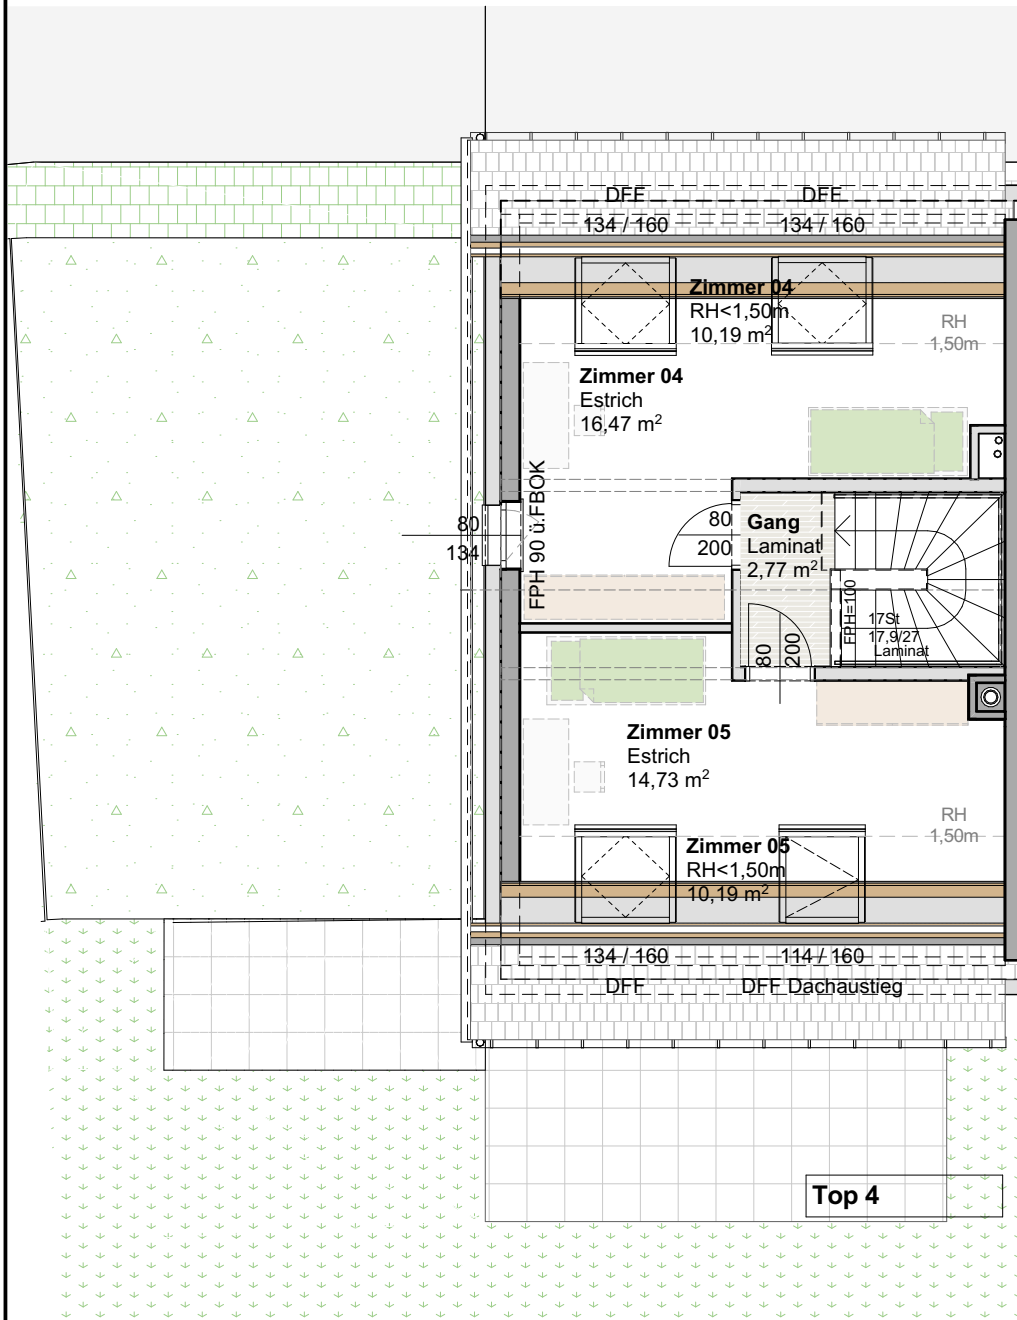 DFF
DFF
134 / 160
134 / 160
Zimmer 04
RH<1,50m
10,19 m²
RH
1,50m
Zimmer 04
Estrich
16,47 m²
80
134
FPH 90 ü.FBOK
80
200
Gang
Laminat
2,77 m²
FPH=100
17St
17,9/27
Laminat
80
200
Zimmer 05
Estrich
14,73 m²
RH
1,50m
Zimmer 05
RH<1,50m
10,19 m²
134 / 160
114 / 160
DFF
DFF Dachaustieg
Top 4